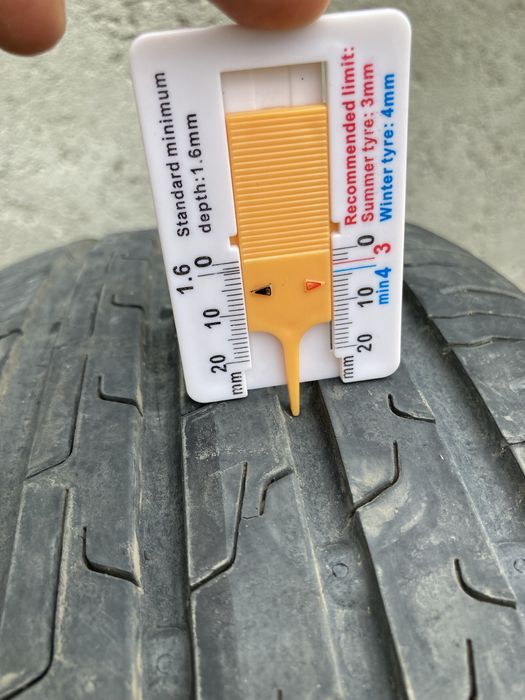 Standard minimum
depth:1.6mm
1.6
0
10
20
mm
Recommended limit:
Summer tyre: 3mm
Winter tyre: 4mm
0
3
min4
10
20
mm